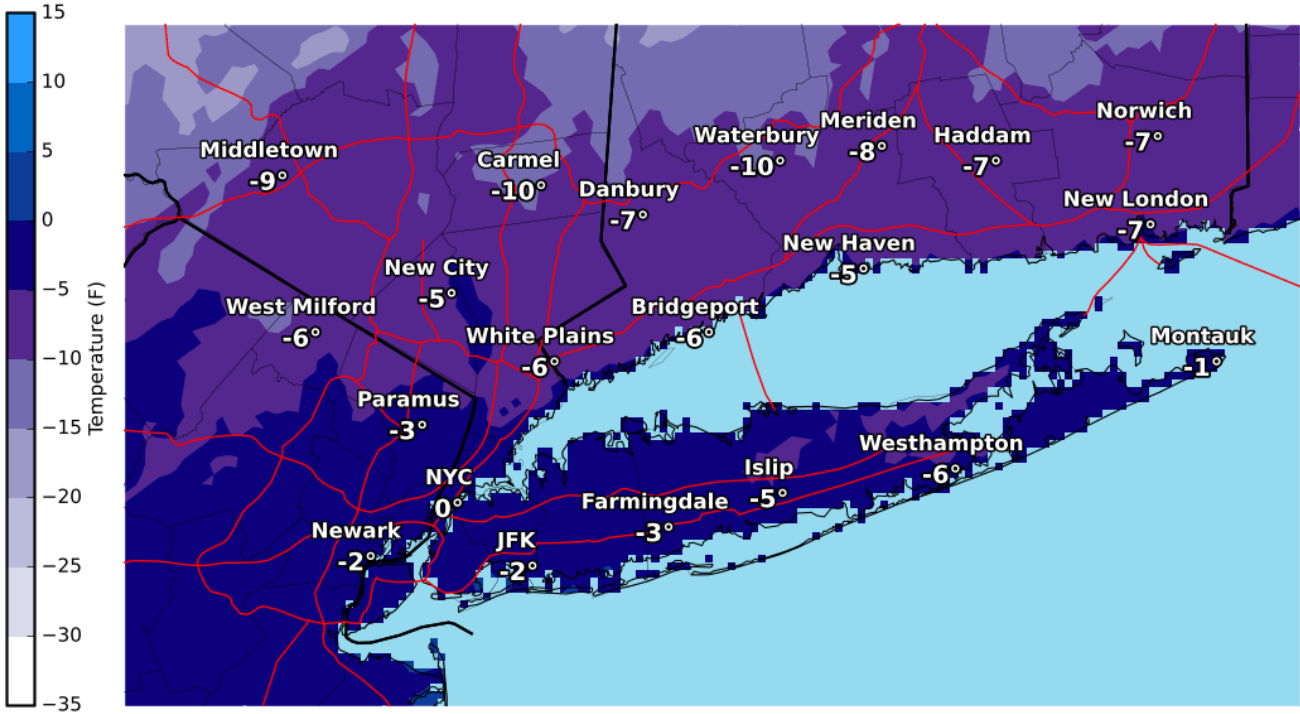 15
10
5
0
−5
−10
−15
−20
−25
−30
−35
Temperature (F)
Middletown
-9°
Carmel
-10°
Danbury
-7°
Waterbury
-10°
Meriden
-8°
Haddam
-7°
Norwich
-7°
New London
-7°
New Haven
-5°
New City
-5°
West Milford
-6°
White Plains
-6°
Bridgeport
-6°
Montauk
-1°
Paramus
-3°
NYC
0°
Newark
-2°
JFK
-2°
Farmingdale
-3°
Islip
-5°
Westhampton
-6°